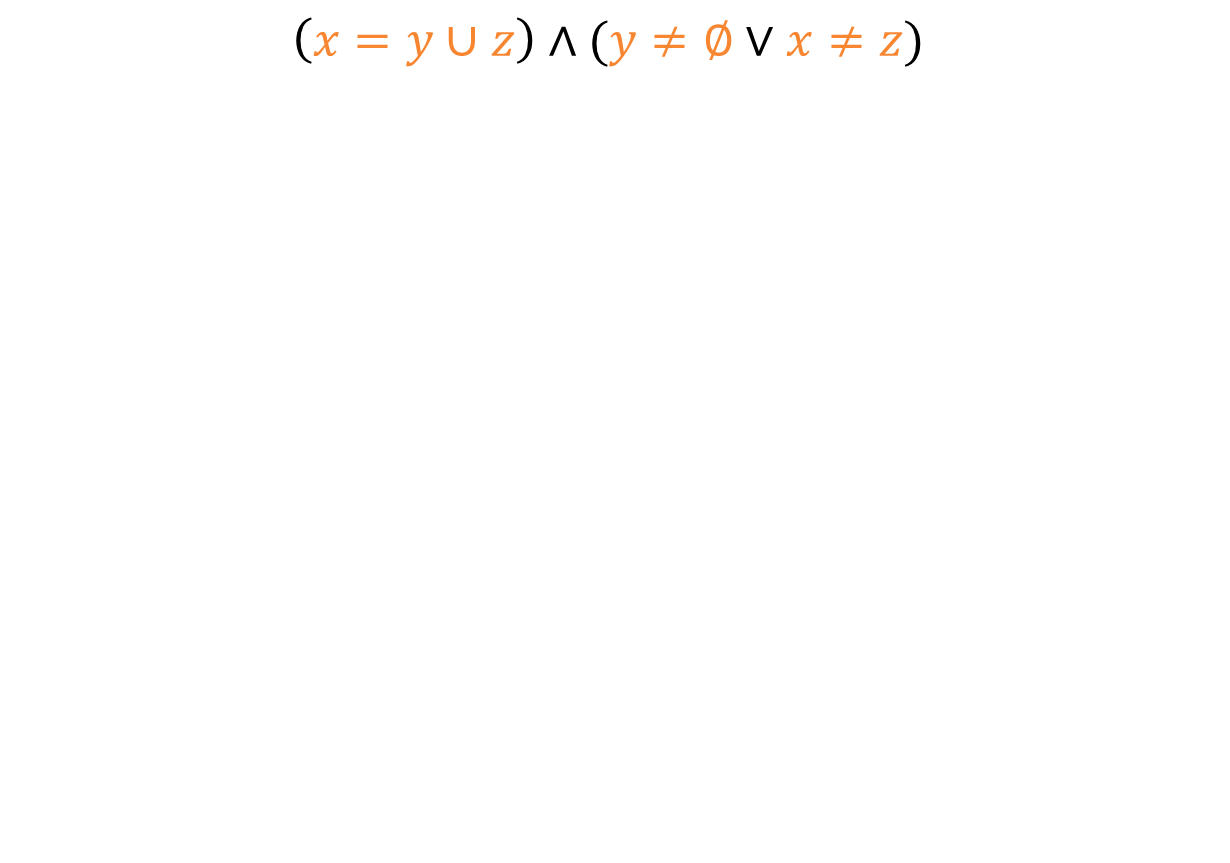 (x = y ∪ z) ∧ (y ≠ ∅ ∨ x ≠ z)